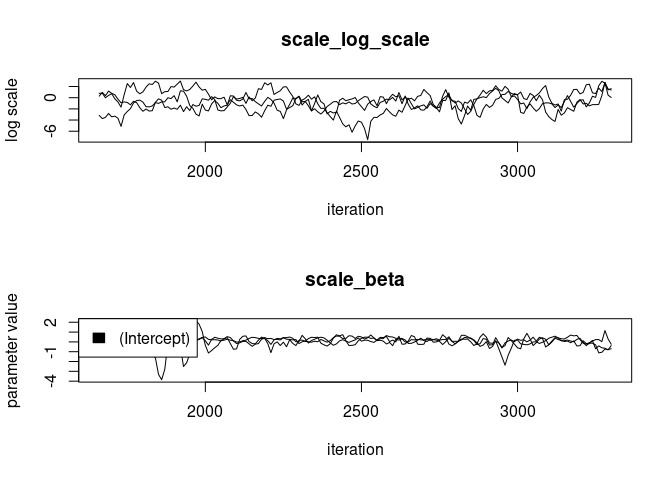 scale_log_scale
log scale
0
-6
2000 2500 3000
iteration
scale_beta
parameter value
2
-1
-4
(Intercept)
2000 2500 3000
iteration